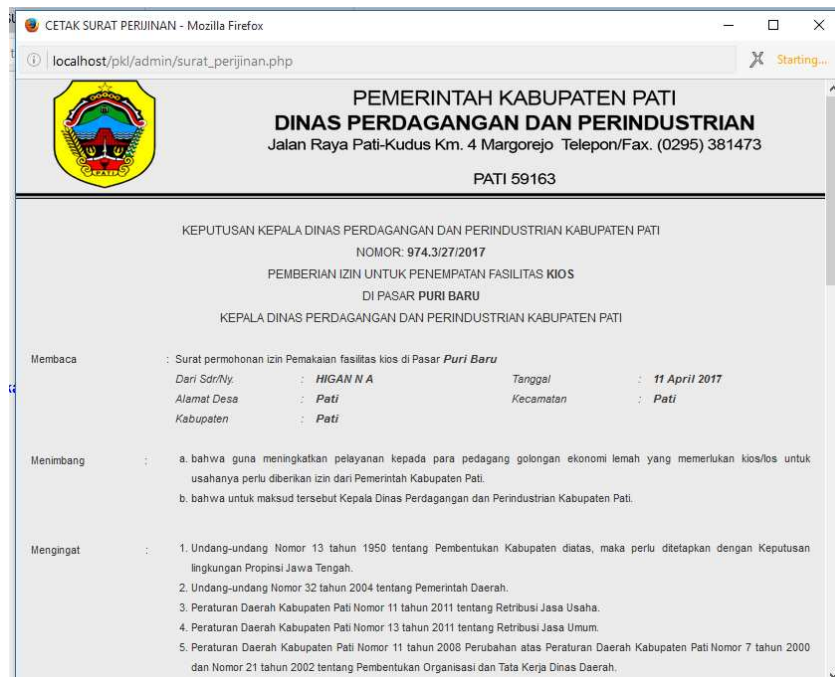 CETAK SURAT PERIJINAN - Mozilla Firefox
localhost/pkl/admin/surat_perijinan.php
Starting...
PEMERINTAH KABUPATEN PATI
DINAS PERDAGANGAN DAN PERINDUSTRIAN
Jalan Raya Pati-Kudus Km. 4 Margorejo Telepon/Fax. (0295) 381473
PATI 59163
PATI
KEPUTUSAN KEPALA DINAS PERDAGANGAN DAN PERINDUSTRIAN KABUPATEN PATI
NOMOR: 974.3/27/2017
PEMBERIAN IZIN UNTUK PENEMPATAN FASILITAS KIOS
DI PASAR PURI BARU
KEPALA DINAS PERDAGANGAN DAN PERINDUSTRIAN KABUPATEN PATI
Membaca : Surat permohonan izin Pemakaian fasilitas kios di Pasar Puri Baru
Dari Sdr/Ny. : HIGAN N A Tanggal : 11 April 2017
Alamat Desa : Pati Kecamatan : Pati
Kabupaten : Pati
Menimbang : a. bahwa guna meningkatkan pelayanan kepada para pedagang golongan ekonomi lemah yang memerlukan kios/los untuk
usahanya perlu diberikan izin dari Pemerintah Kabupaten Pati.
b. bahwa untuk maksud tersebut Kepala Dinas Perdagangan dan Perindustrian Kabupaten Pati.
Mengingat : 1. Undang-undang Nomor 13 tahun 1950 tentang Pembentukan Kabupaten diatas, maka perlu ditetapkan dengan Keputusan
lingkungan Propinsi Jawa Tengah.
2. Undang-undang Nomor 32 tahun 2004 tentang Pemerintah Daerah.
3. Peraturan Daerah Kabupaten Pati Nomor 11 tahun 2011 tentang Retribusi Jasa Usaha.
4. Peraturan Daerah Kabupaten Pati Nomor 13 tahun 2011 tentang Retribusi Jasa Umum.
5. Peraturan Daerah Kabupaten Pati Nomor 11 tahun 2008 Perubahan atas Peraturan Daerah Kabupaten Pati Nomor 7 tahun 2000
dan Nomor 21 tahun 2002 tentang Pembentukan Organisasi dan Tata Kerja Dinas Daerah.